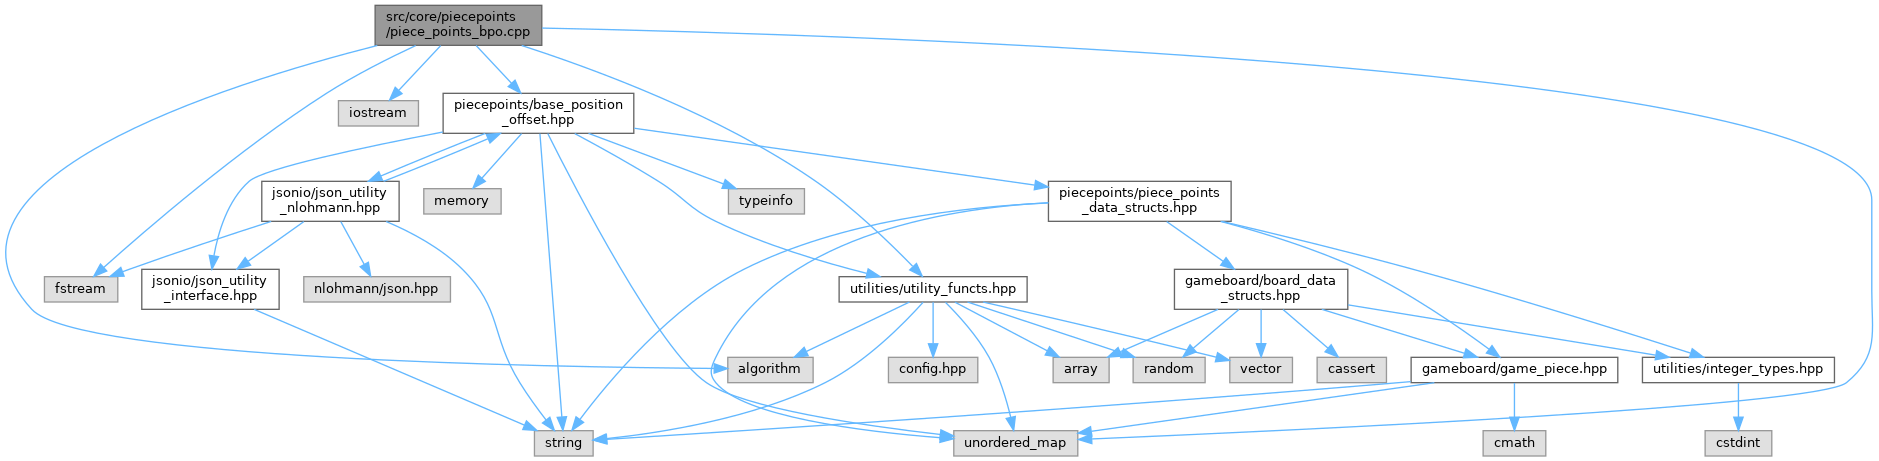 src/core/piecepoints
/piece_points_bpo.cpp
iostream
piecepoints/base_position
_offset.hpp
jsonio/json_utility
_nlohmann.hpp
memory
typeinfo
piecepoints/piece_points
_data_structs.hpp
fstream
jsonio/json_utility
_interface.hpp
nlohmann/json.hpp
utilities/utility_functs.hpp
gameboard/board_data
_structs.hpp
algorithm
config.hpp
array
random
vector
cassert
gameboard/game_piece.hpp
utilities/integer_types.hpp
string
unordered_map
cmath
cstdint